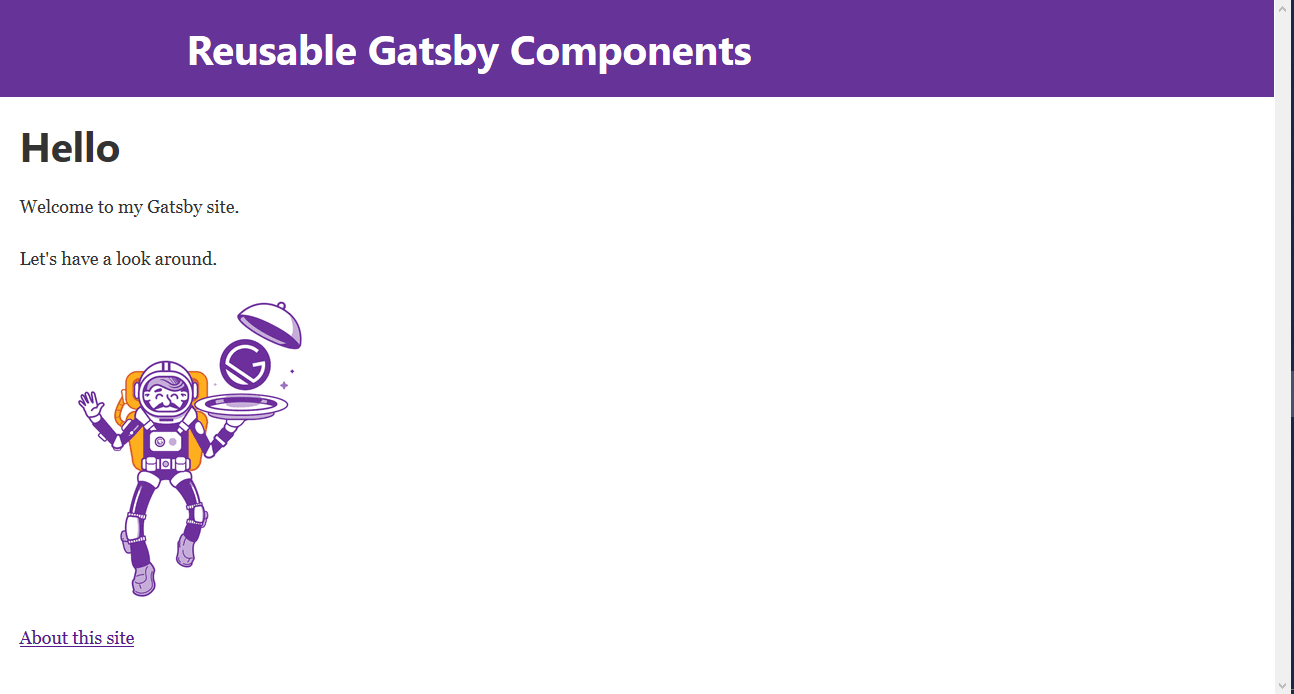 Reusable Gatsby Components
Hello
Welcome to my Gatsby site.
Let's have a look around.
About this site